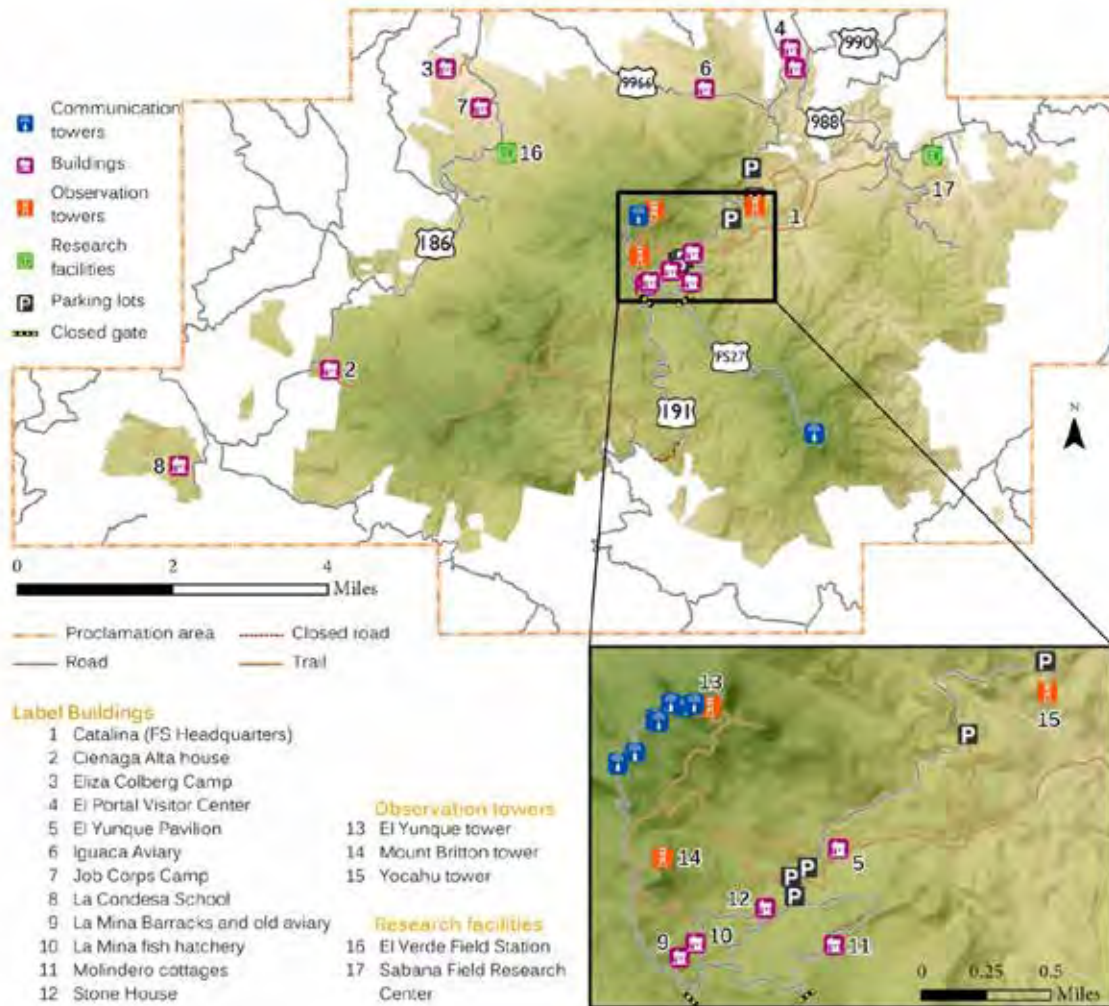 4
990
3
6
9966
7
988
16
17
1
186
2
FS27
191
8
N
Communication
towers
Buildings
Observation
towers
Research
facilities
P Parking lots
Closed gate
P
P
0 2 4
Miles
Proclamation area
Closed road
Road
Trail
Label Buildings
1 Catalina (FS Headquarters)
2 Cienaga Alta house
3 Eliza Colberg Camp
4 El Portal Visitor Center
5 El Yunque Pavilion
6 Iguaca Aviary
7 Job Corps Camp
8 La Condesa School
9 La Mina Barracks and old aviary
10 La Mina fish hatchery
11 Molindero cottages
12 Stone House
Observation towers
13 El Yunque tower
14 Mount Britton tower
15 Yocahu tower
Research facilities
16 El Verde Field Station
17 Sabana Field Research
Center
13
P
15
P
14
5
P
P
P
12
9
10
11
0 0.25 0.5
Miles